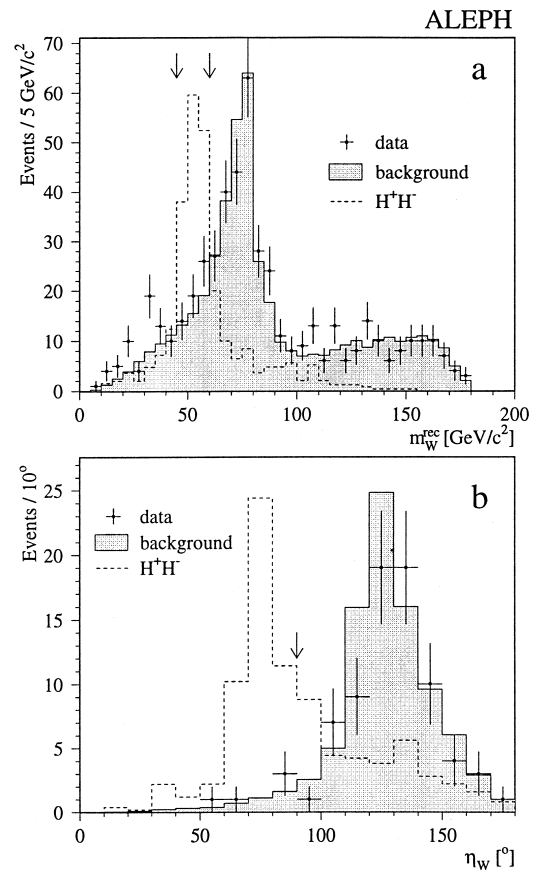 ALEPH
Events / 5 GeV/c²
70
60
50
40
30
20
10
0
a
data
background
H⁺H⁻
0 50 100 150 200
m_W^rec [GeV/c²]
Events / 10°
25
20
15
10
5
0
b
data
background
H⁺H⁻
0 50 100 150
η_W [°]